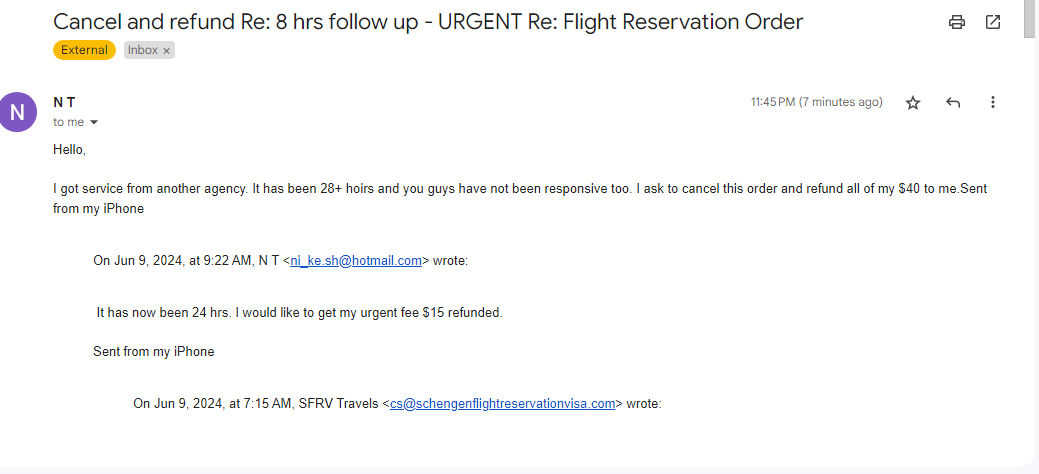 Cancel and refund Re: 8 hrs follow up - URGENT Re: Flight Reservation Order
External Inbox ×
N
N T
11:45 PM (7 minutes ago)
to me
Hello,
I got service from another agency. It has been 28+ hoirs and you guys have not been responsive too. I ask to cancel this order and refund all of my $40 to me.Sent
from my iPhone
On Jun 9, 2024, at 9:22 AM, N T <ni_ke.sh@hotmail.com> wrote:
It has now been 24 hrs. I would like to get my urgent fee $15 refunded.
Sent from my iPhone
On Jun 9, 2024, at 7:15 AM, SFRV Travels <cs@schengenflightreservationvisa.com> wrote: